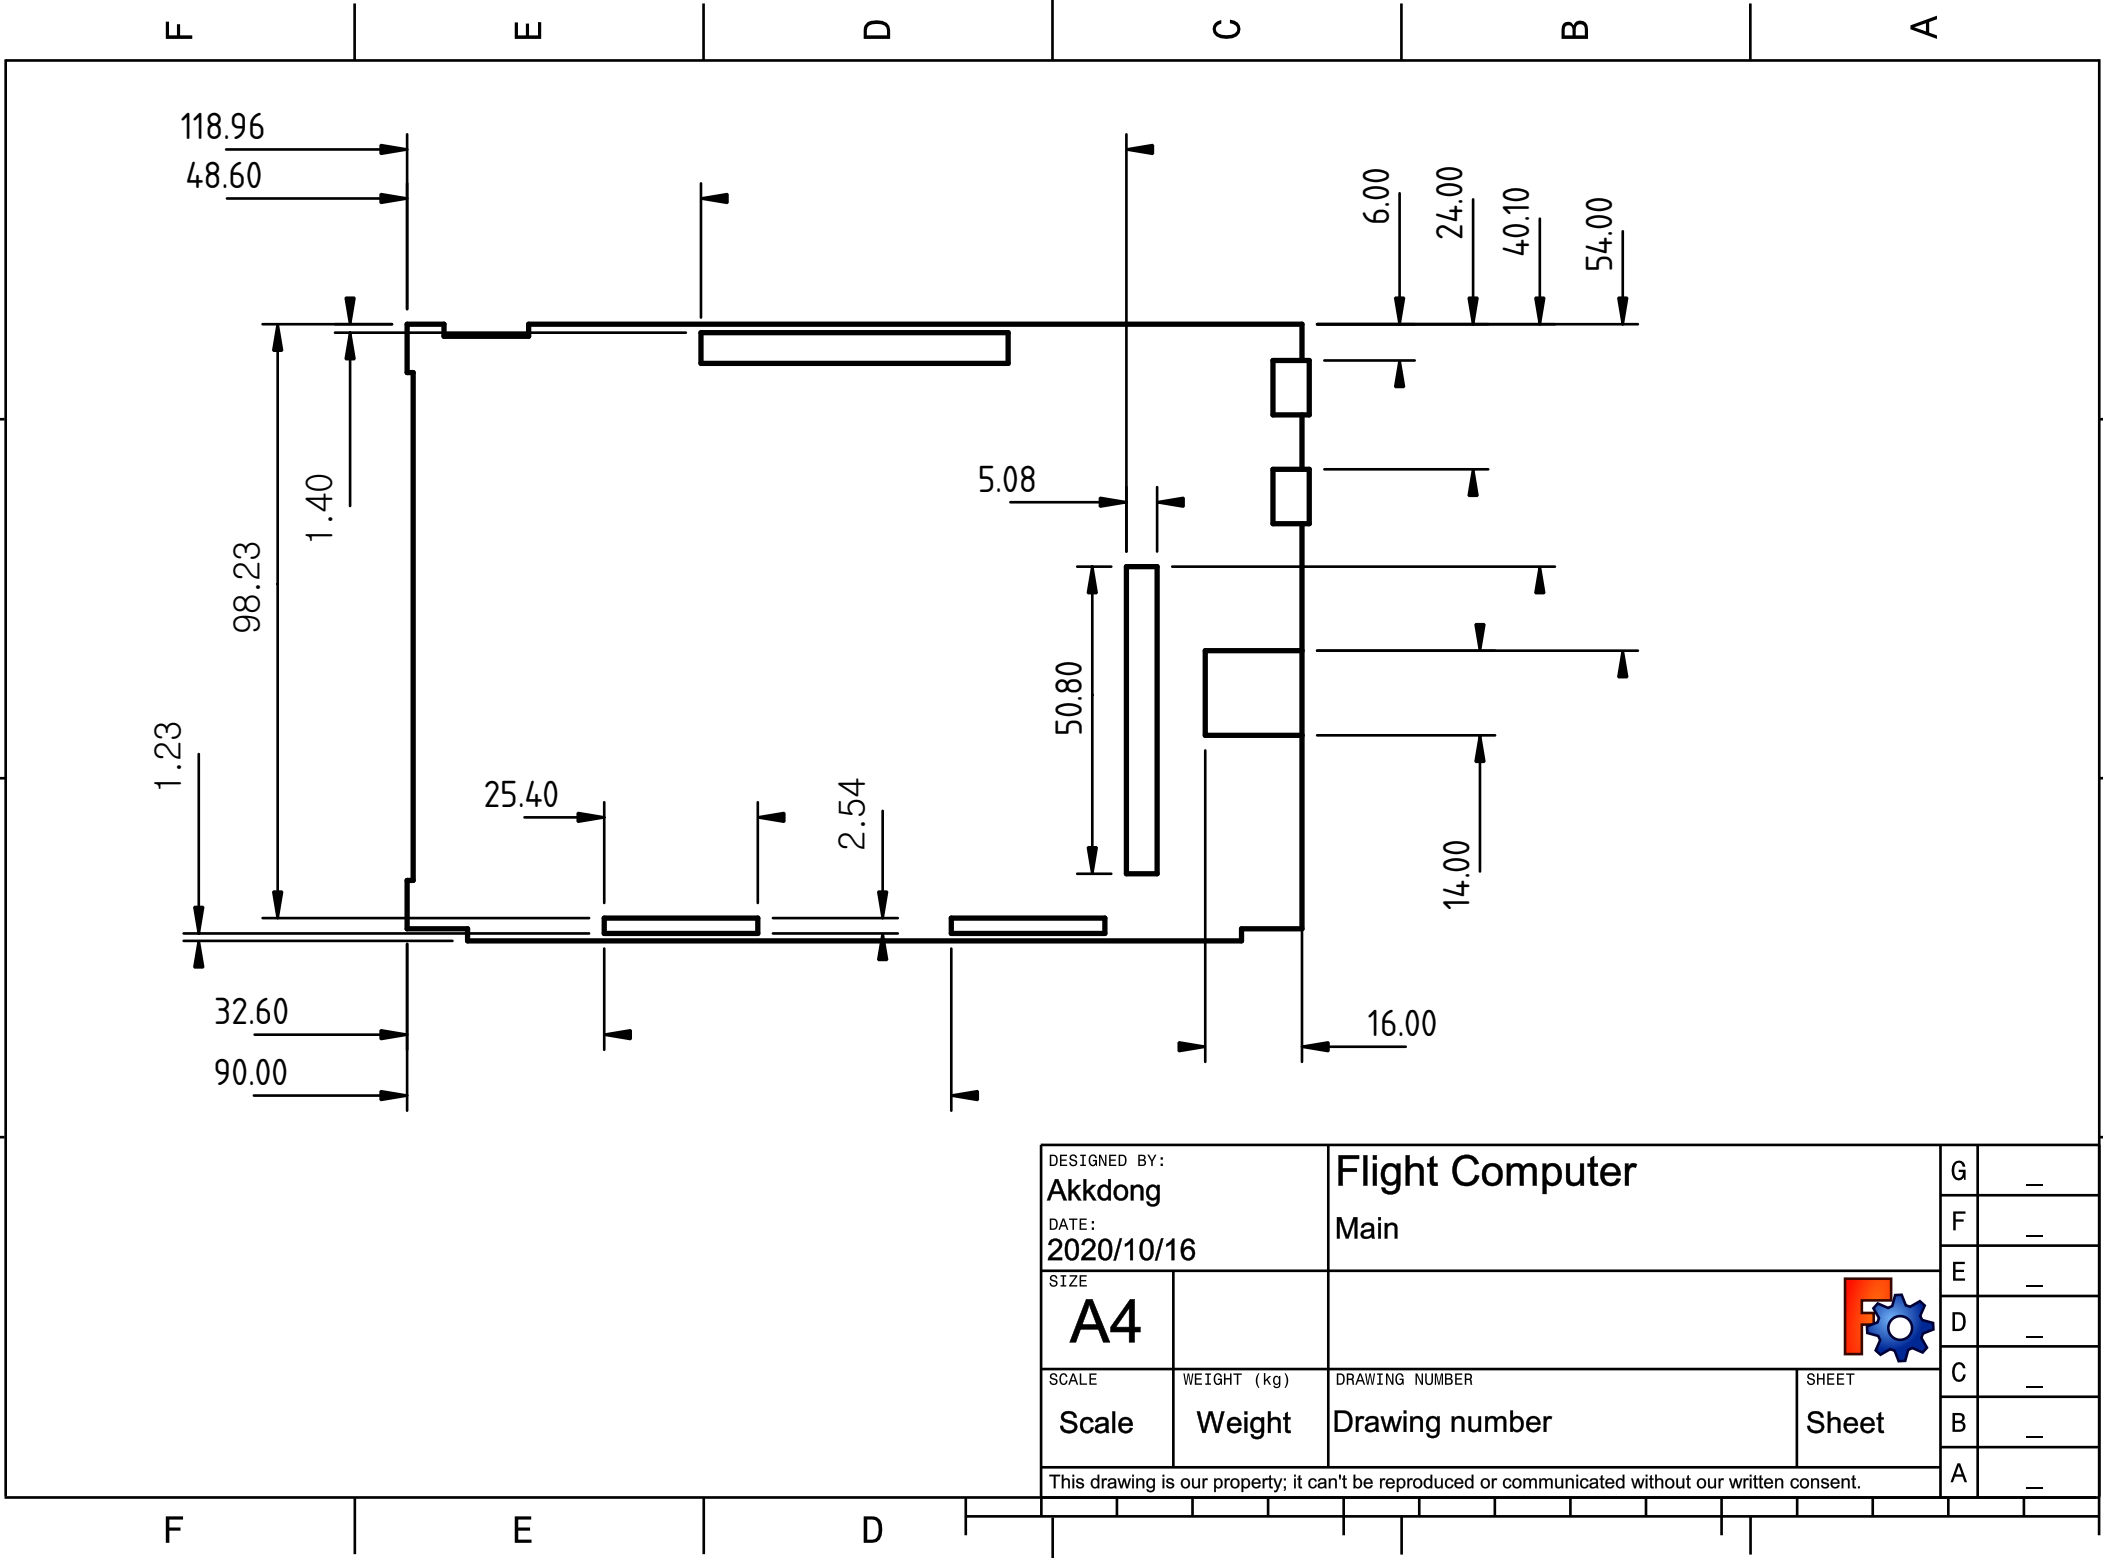 F E D C B A
118.96
48.60
6.00
24.00
40.10
54.00
1.40
98.23
5.08
50.80
1.23
25.40
2.54
14.00
32.60
90.00
16.00
DESIGNED BY:
Akkdong
DATE:
2020/10/16
Flight Computer
Main
SIZE
A4
SCALE
Scale
WEIGHT (kg)
Weight
DRAWING NUMBER
Drawing number
SHEET
Sheet
G _
F _
E _
D _
C _
B _
A _
This drawing is our property; it can't be reproduced or communicated without our written consent.
F E D